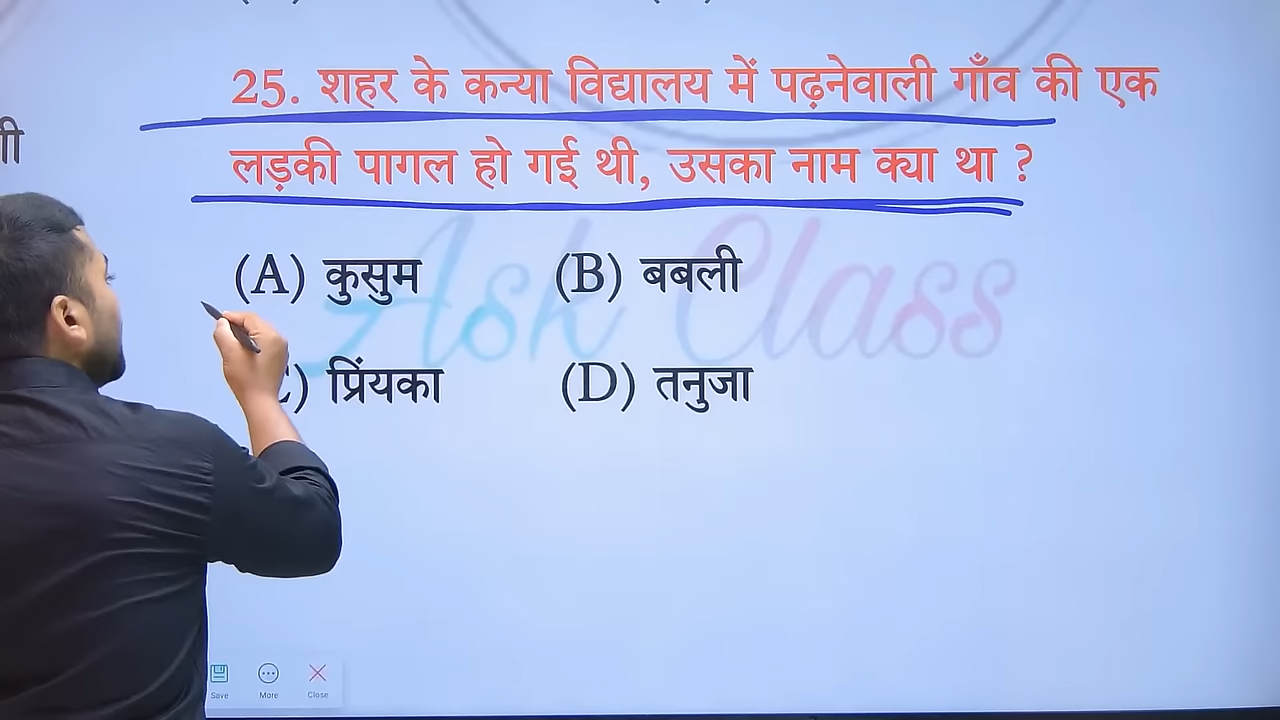 25. शहर के कन्या विद्यालय में पढ़नेवाली गाँव की एक
लड़की पागल हो गई थी, उसका नाम क्या था ?
(A) कुसुम (B) बबली
प्रिंयका (D) तनुजा
Ask Class
Save More Close